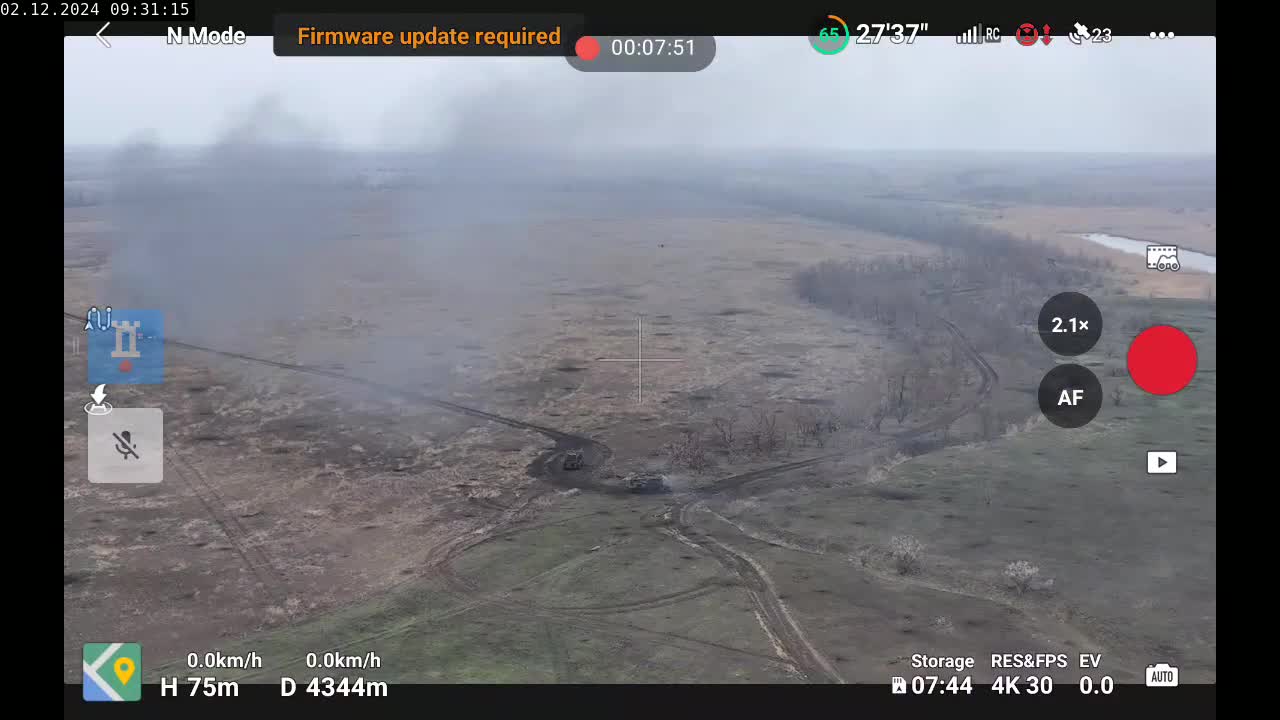 02.12.2024 09:31:15
N Mode
Firmware update required
00:07:51
65
27'37"
RC
23
2.1×
AF
0.0km/h
0.0km/h
H 75m
D 4344m
Storage
RES&FPS
EV
07:44
4K 30
0.0
AUTO